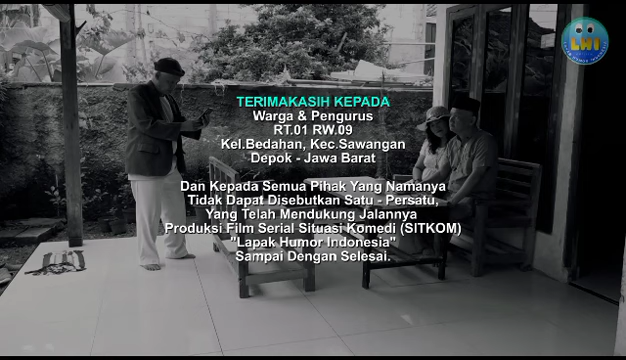 TERIMAKASIH KEPADA
Warga & Pengurus
RT.01 RW.09
Kel.Bedahan, Kec.Sawangan
Depok - Jawa Barat
Dan Kepada Semua Pihak Yang Namanya
Tidak Dapat Disebutkan Satu - Persatu,
Yang Telah Mendukung Jalannya
Produksi Film Serial Situasi Komedi (SITKOM)
"Lapak Humor Indonesia"
Sampai Dengan Selesai.
LHI